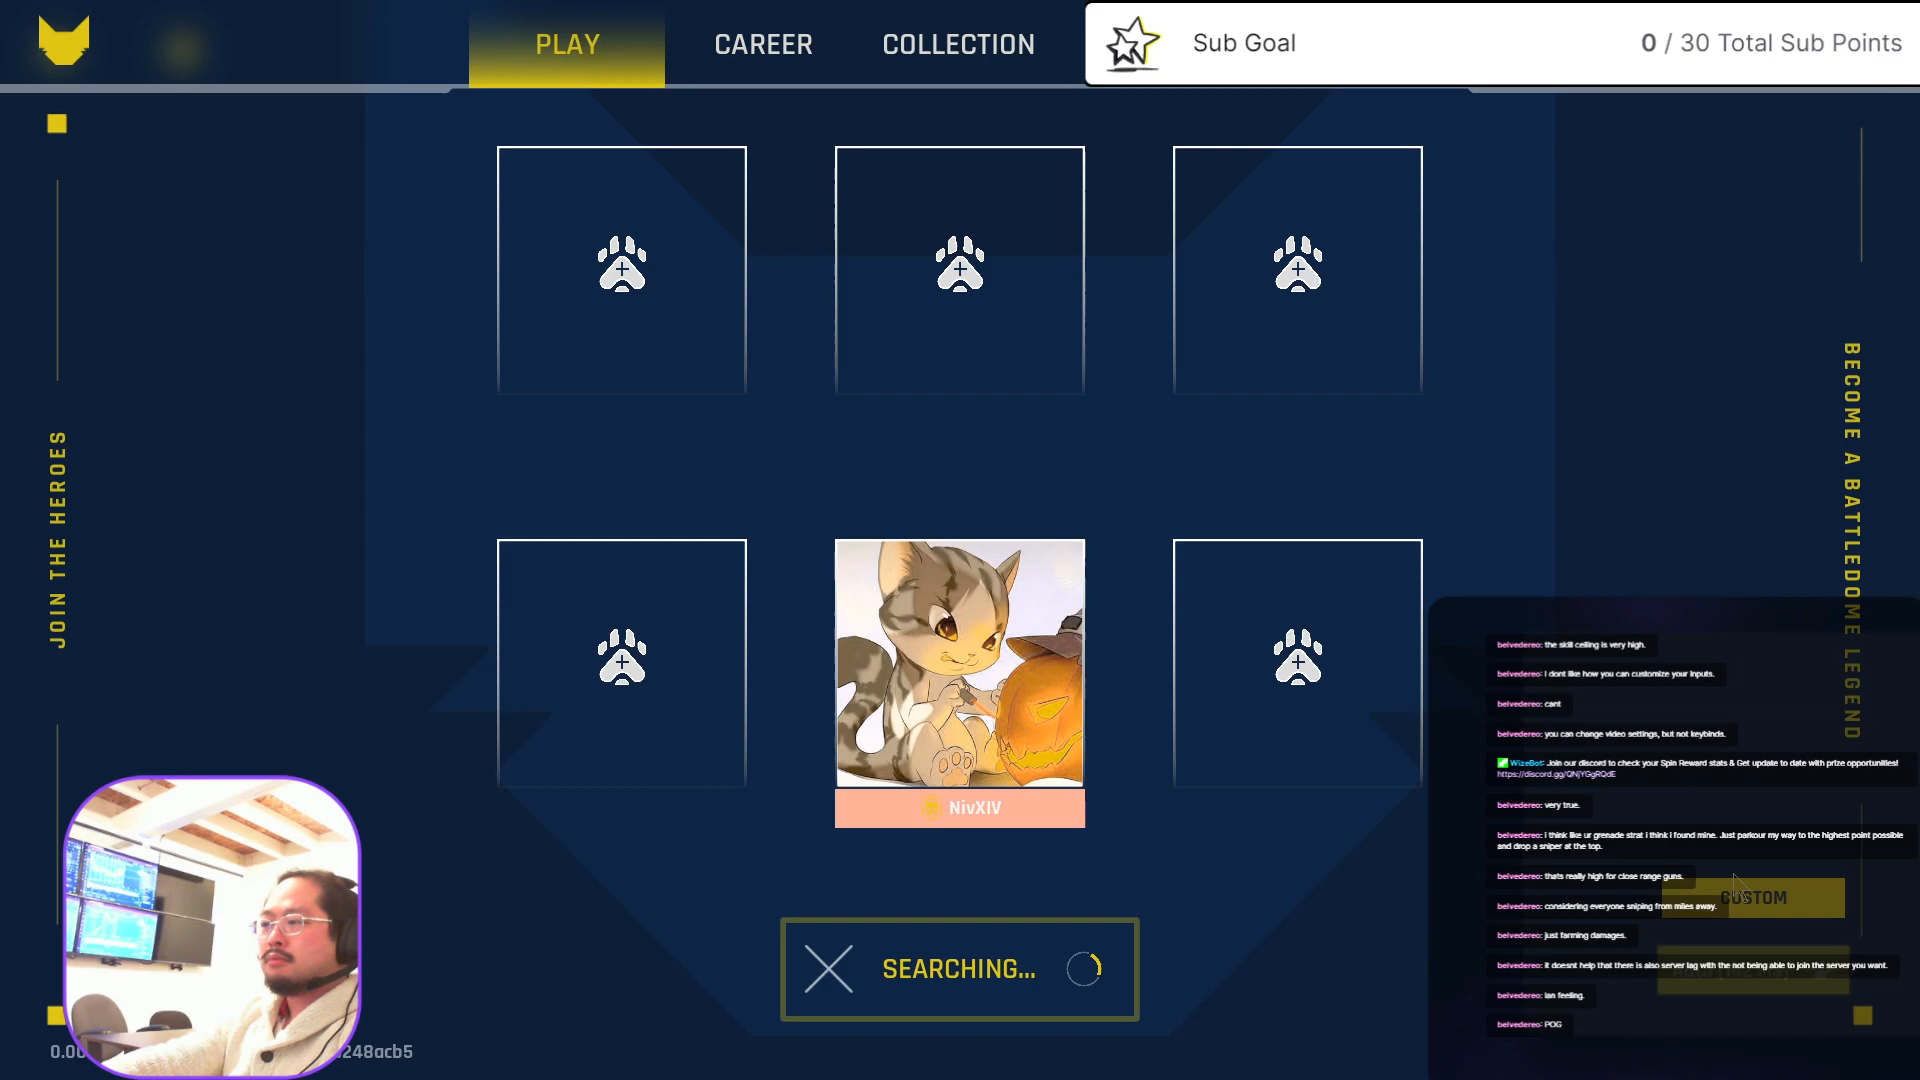 PLAY
CAREER
COLLECTION
Sub Goal
0 / 30 Total Sub Points
JOIN THE HEROES
BECOME A BATTLEDOME LEGEND
NivXIV
SEARCHING...
CUSTOM
belvedereo: the skill ceiling is very high.
belvedereo: I dont like how you can customize your inputs.
belvedereo: cant
belvedereo: you can change video settings, but not keybinds.
WizeBot: Join our discord to check your Spin Reward stats & Get update to date with prize opportunities!
https://discord.gg/QNjYGgRQdE
belvedereo: very true.
belvedereo: i think like ur grenade strat i think i found mine. Just parkour my way to the highest point possible
and drop a sniper at the top.
belvedereo: thats really high for close range guns.
belvedereo: considering everyone sniping from miles away.
belvedereo: just farming damages.
belvedereo: it doesnt help that there is also server lag with the not being able to join the server you want.
belvedereo: lan feeling.
belvedereo: POG
0.00
248acb5